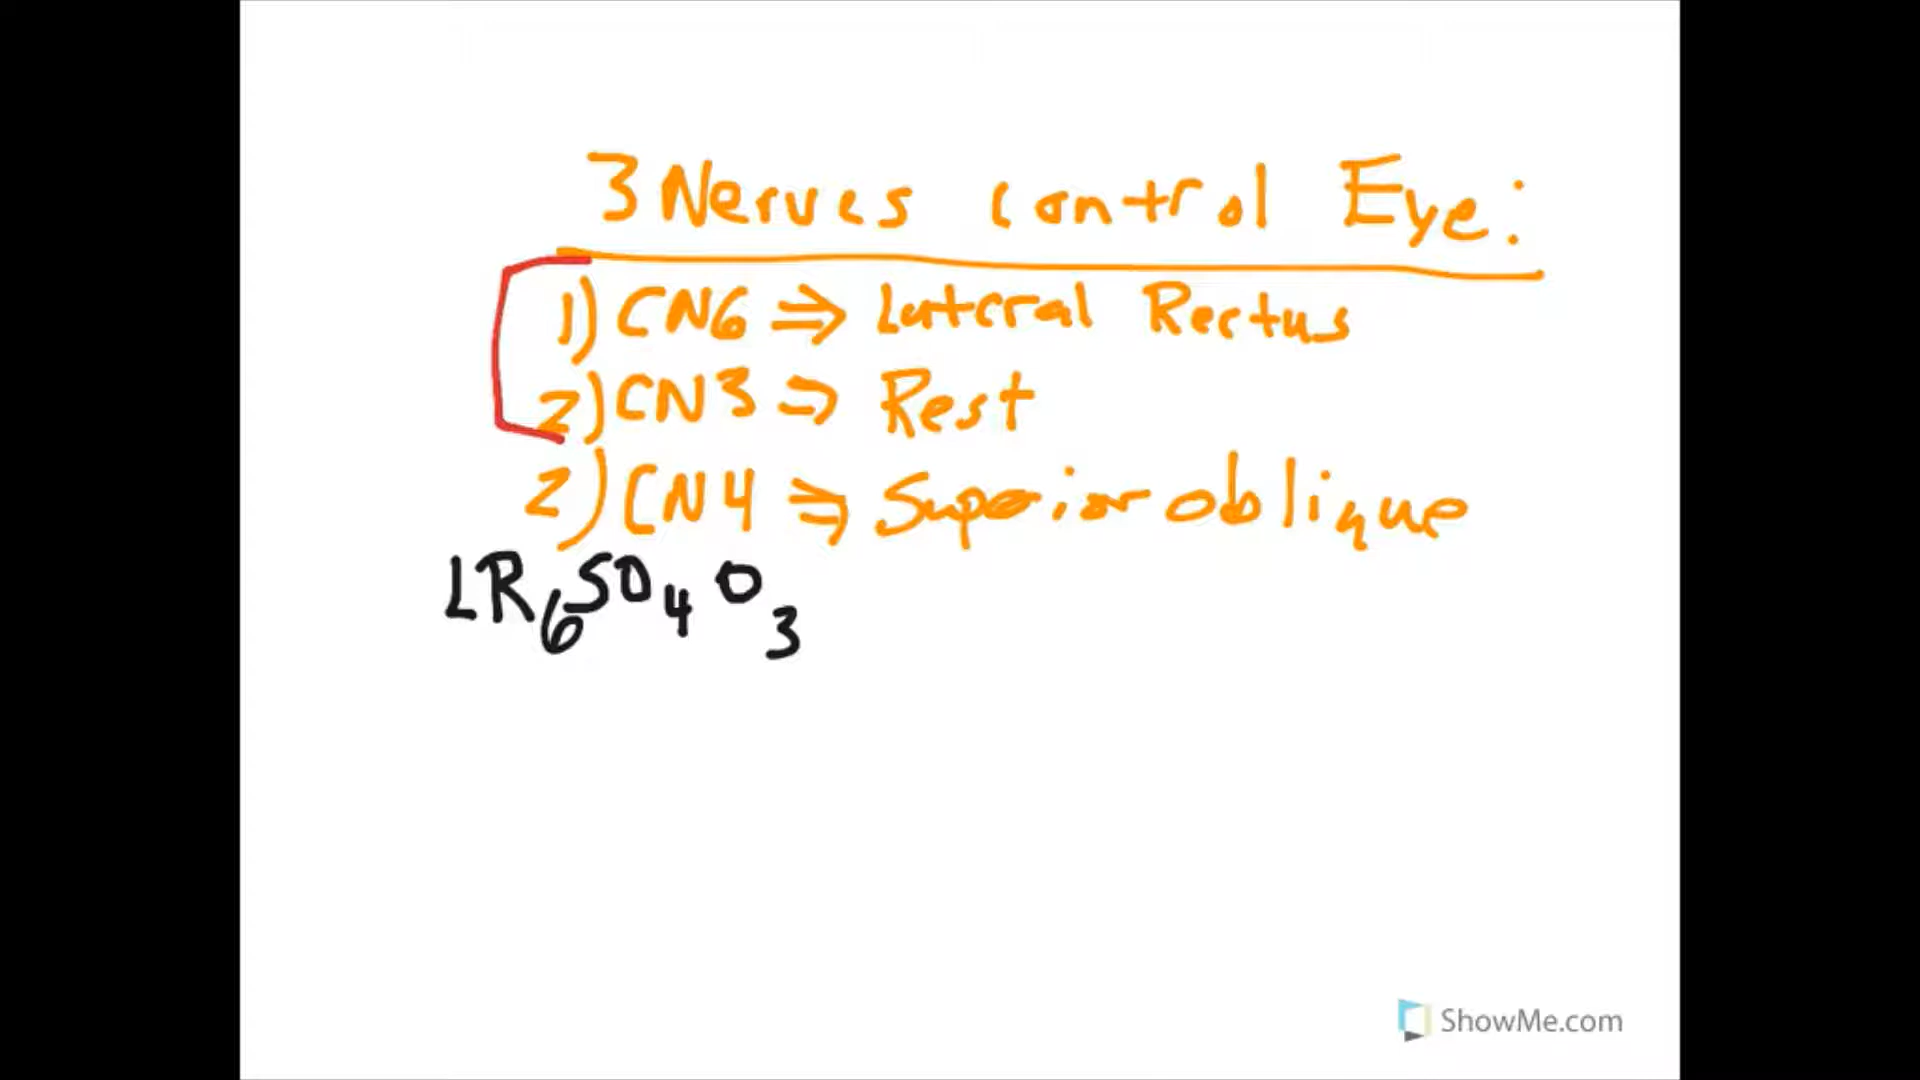 3 Nerves control Eye:
1) CN6 ⇒ Lateral Rectus
2) CN3 ⇒ Rest
2) CN4 ⇒ Superior oblique
LR₆SO₄O₃
ShowMe.com